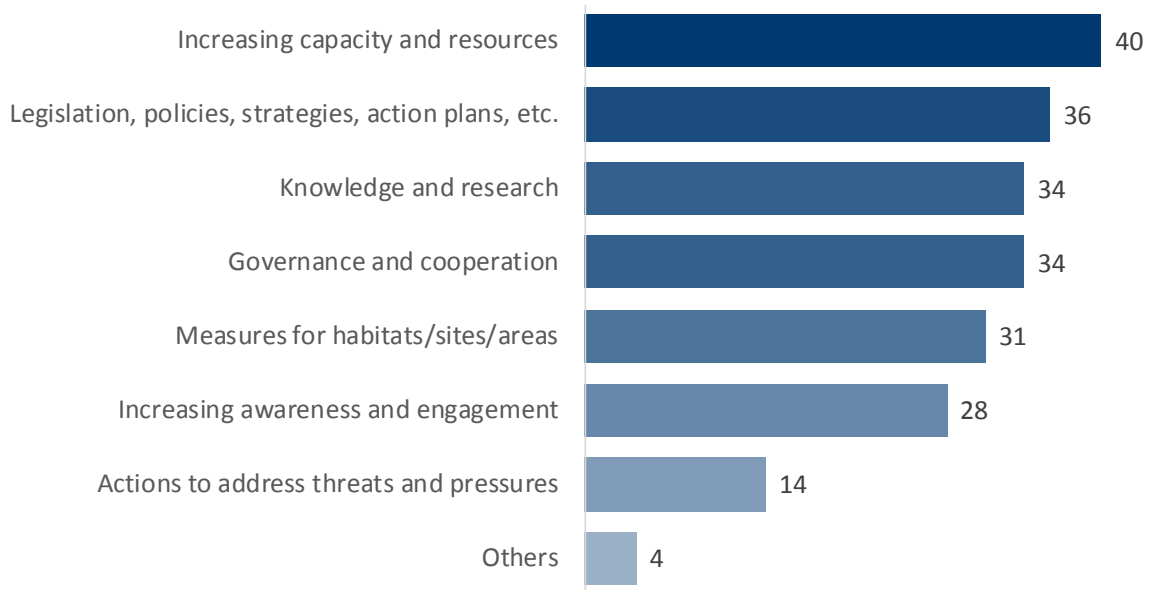 Increasing capacity and resources 40
Legislation, policies, strategies, action plans, etc. 36
Knowledge and research 34
Governance and cooperation 34
Measures for habitats/sites/areas 31
Increasing awareness and engagement 28
Actions to address threats and pressures 14
Others 4